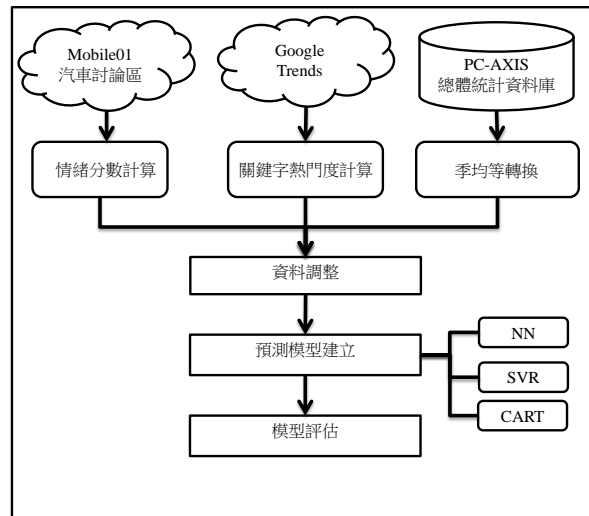 Mobile01
汽車討論區
Google
Trends
PC-AXIS
總體統計資料庫
情緒分數計算
關鍵字熱門度計算
季均等轉換
資料調整
預測模型建立
NN
SVR
CART
模型評估